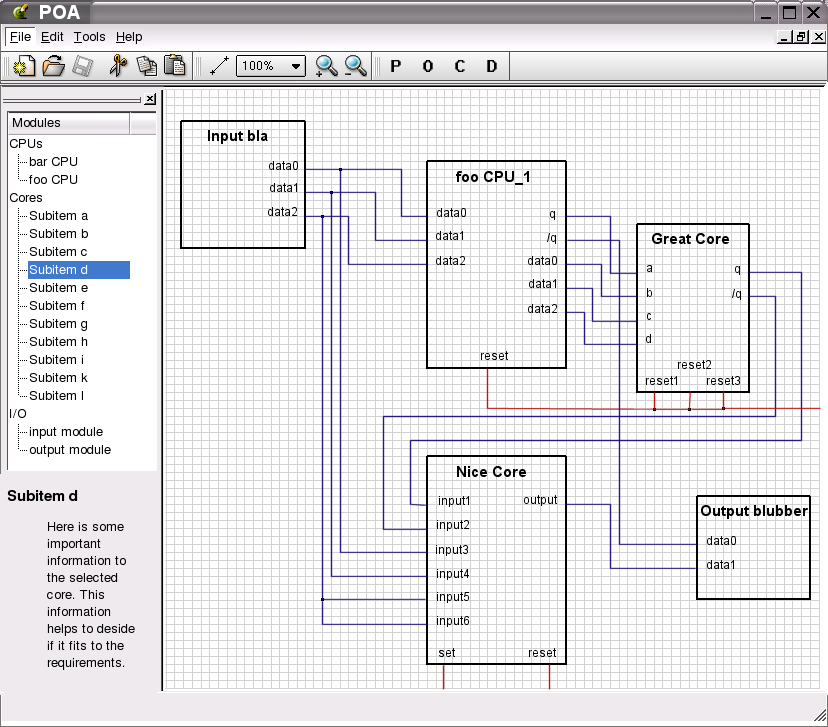 POA
File Edit Tools Help
100% P O C D
Modules
CPUs
bar CPU
foo CPU
Cores
Subitem a
Subitem b
Subitem c
Subitem d
Subitem e
Subitem f
Subitem g
Subitem h
Subitem i
Subitem k
Subitem l
I/O
input module
output module
Subitem d
Here is some
important
information to
the selected
core. This
information
helps to deside
if it fits to the
requirements.
Input bla
data0
data1
data2
foo CPU_1
data0 q
data1 /q
data2 data0
data1
data2
reset
Great Core
a q
b /q
c
d
reset2
reset1 reset3
Nice Core
input1 output
input2
input3
input4
input5
input6
set reset
Output blubber
data0
data1